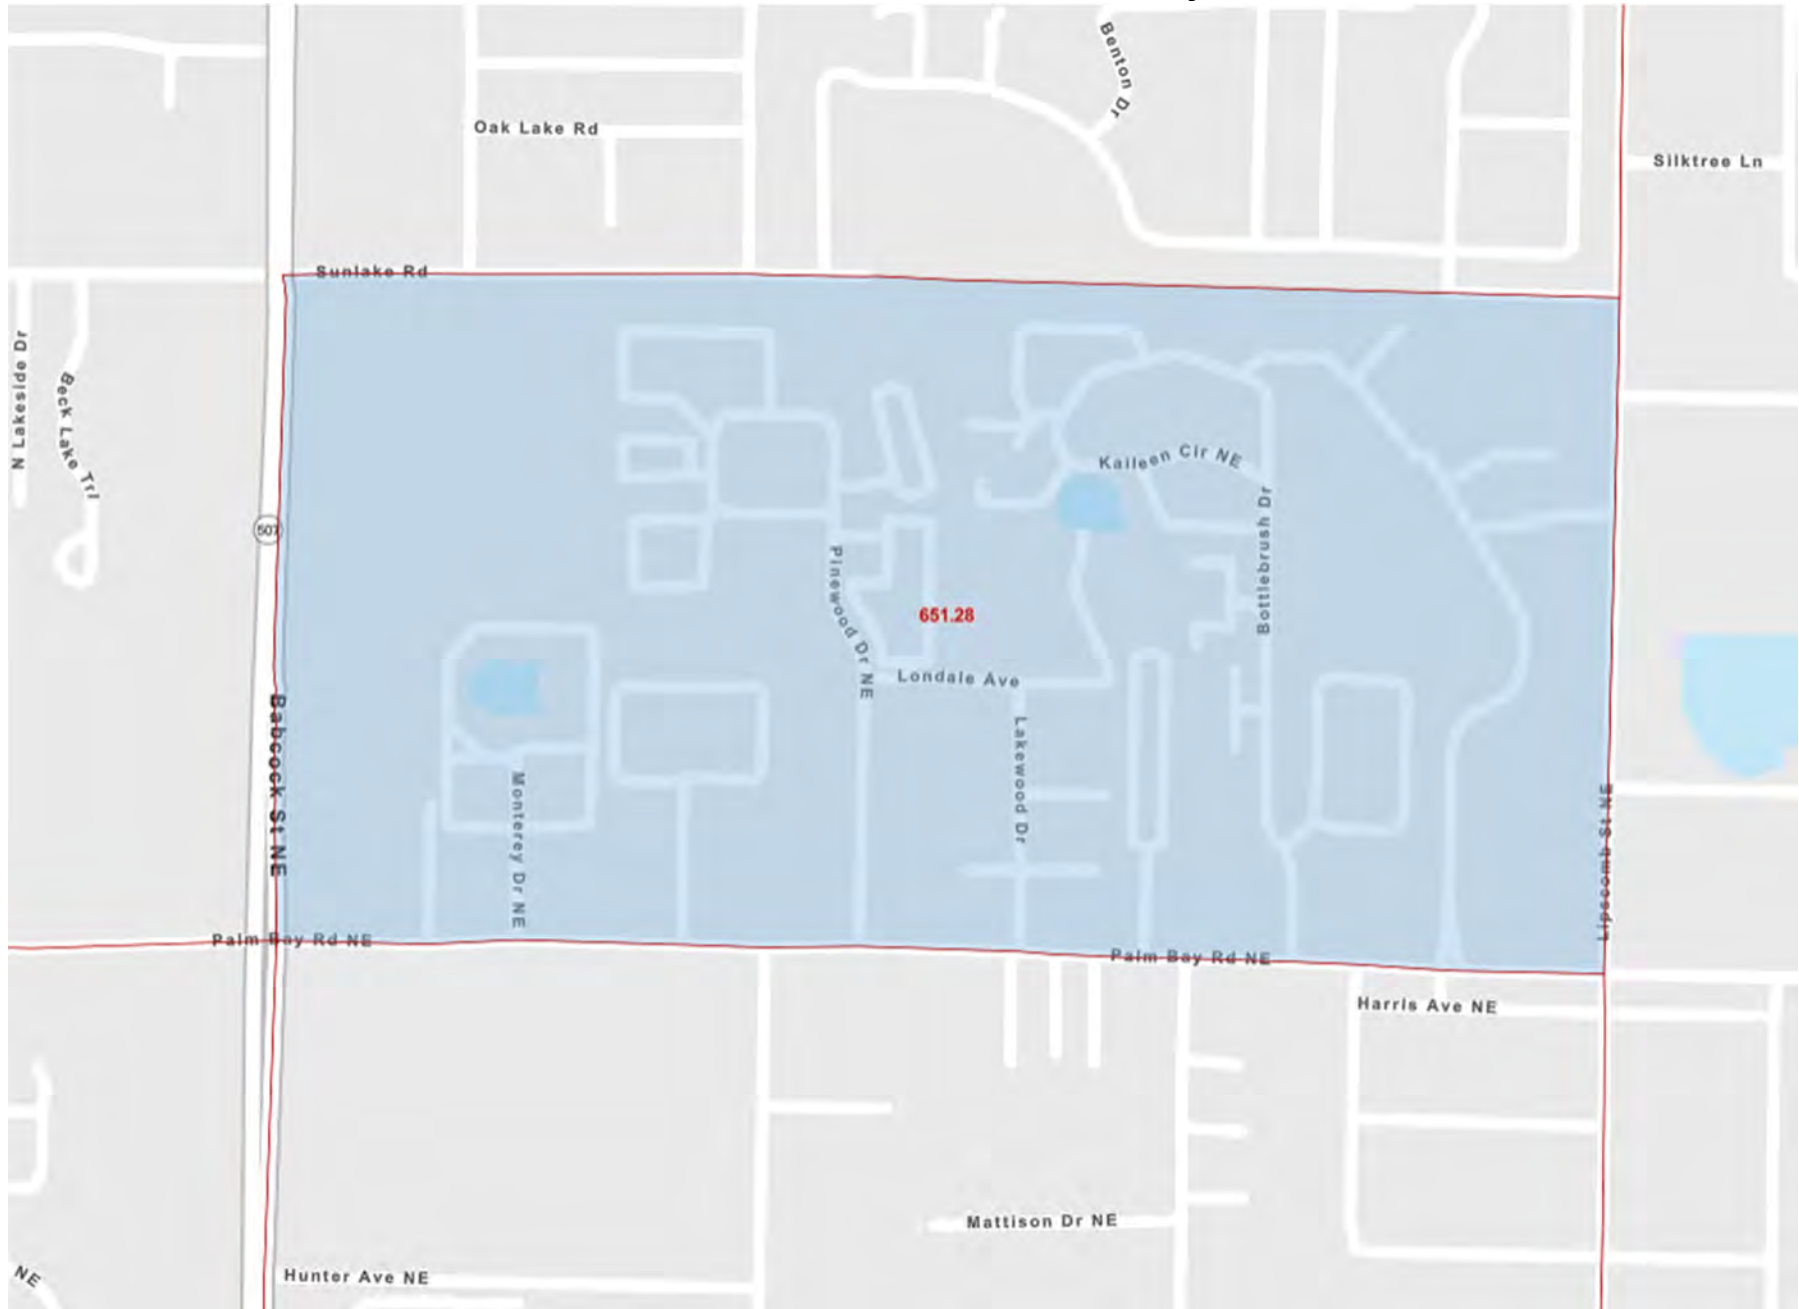 Benton Dr
Oak Lake Rd
Silktree Ln
Sunlake Rd
N Lakeside Dr
Beck Lake Trl
Kaileen Cir NE
507
Bottlebrush Dr
Pinewood Dr NE
651.28
Londale Ave
Babcock St NE
Lakewood Dr
Monterey Dr NE
Lipscomb St NE
Palm Bay Rd NE
Palm Bay Rd NE
Harris Ave NE
Mattison Dr NE
NE
Hunter Ave NE